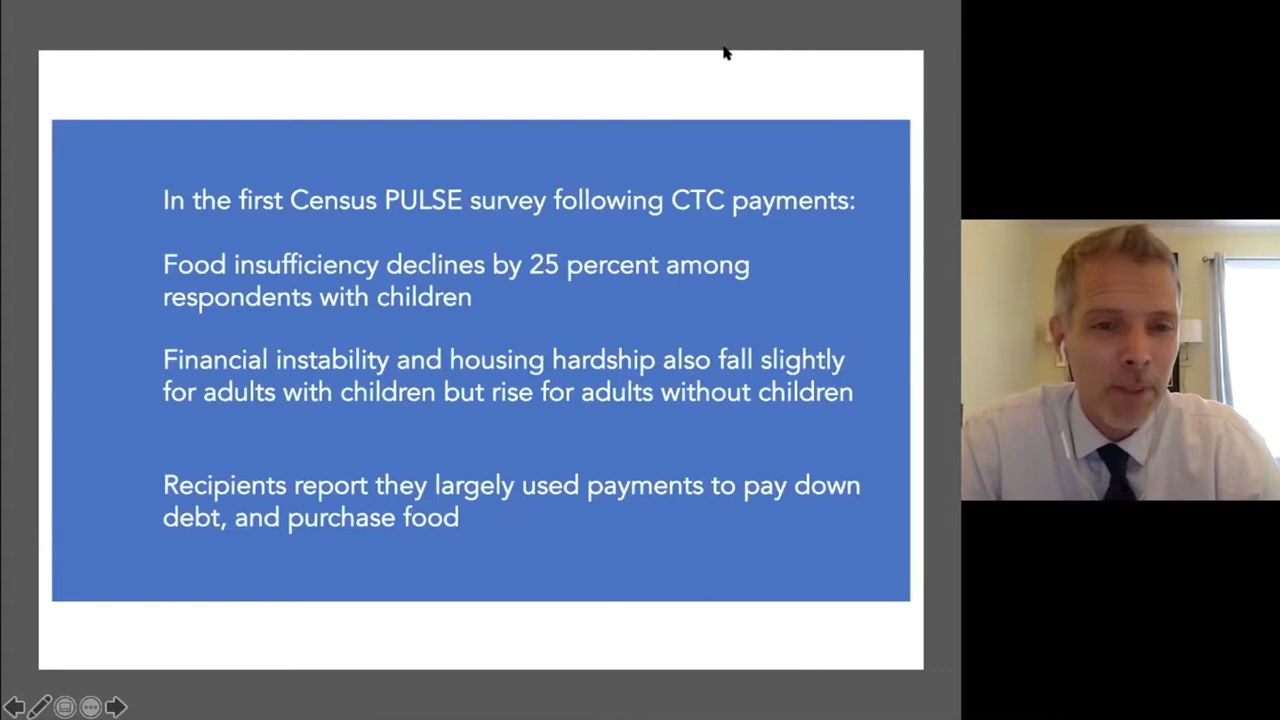 In the first Census PULSE survey following CTC payments:
Food insufficiency declines by 25 percent among
respondents with children
Financial instability and housing hardship also fall slightly
for adults with children but rise for adults without children
Recipients report they largely used payments to pay down
debt, and purchase food